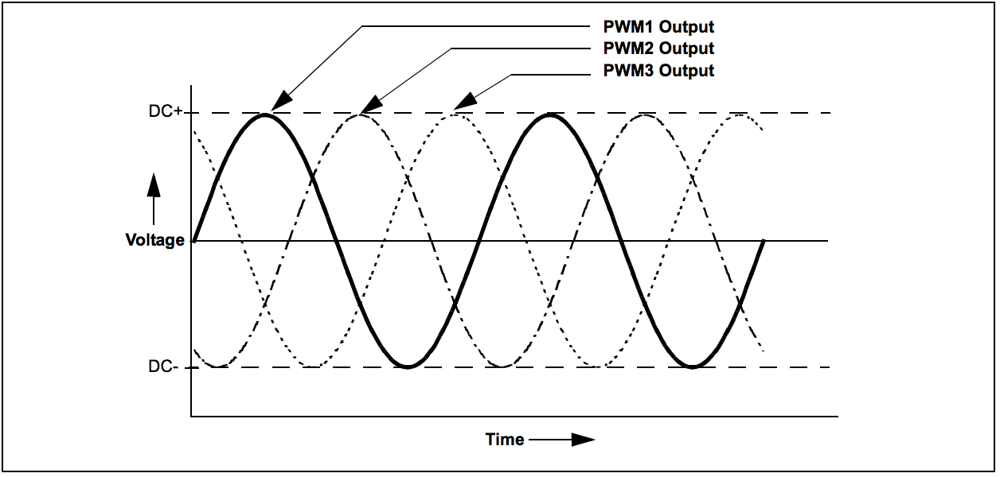 PWM1 Output
PWM2 Output
PWM3 Output
DC+
Voltage
DC-
Time